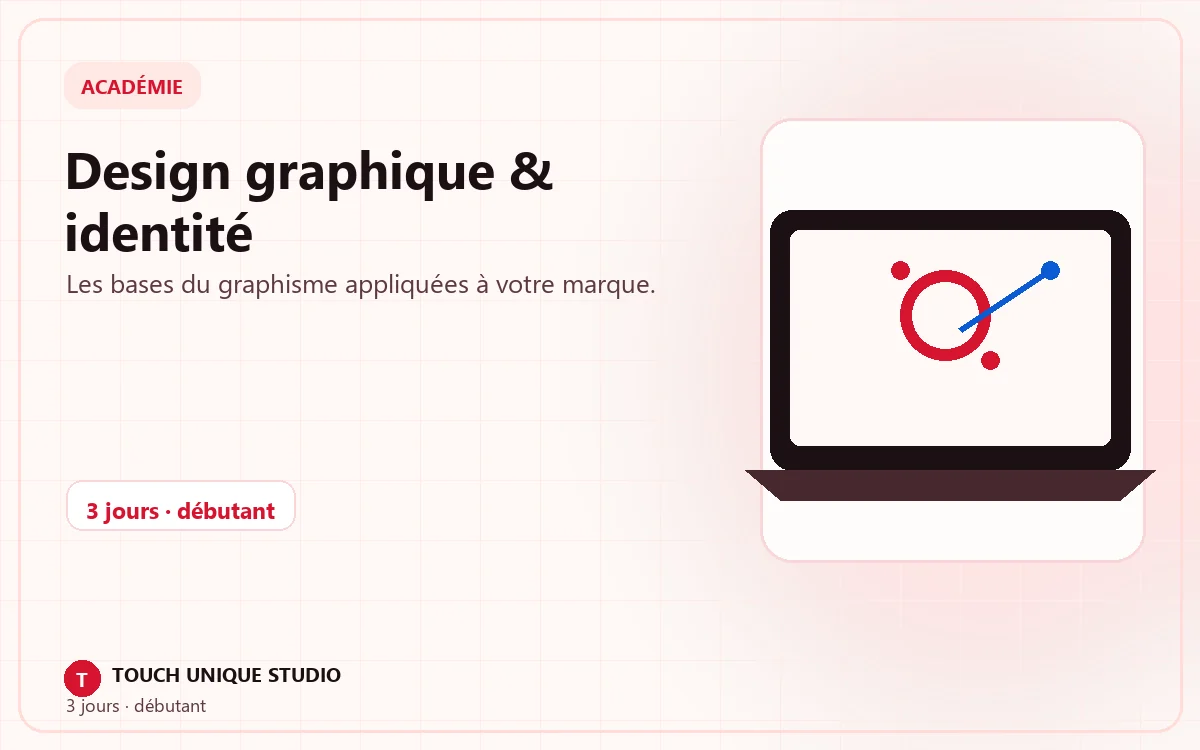 ACADÉMIE
Design graphique &
identité
Les bases du graphisme appliquées à votre marque.
3 jours · débutant
T
TOUCH UNIQUE STUDIO
3 jours · débutant